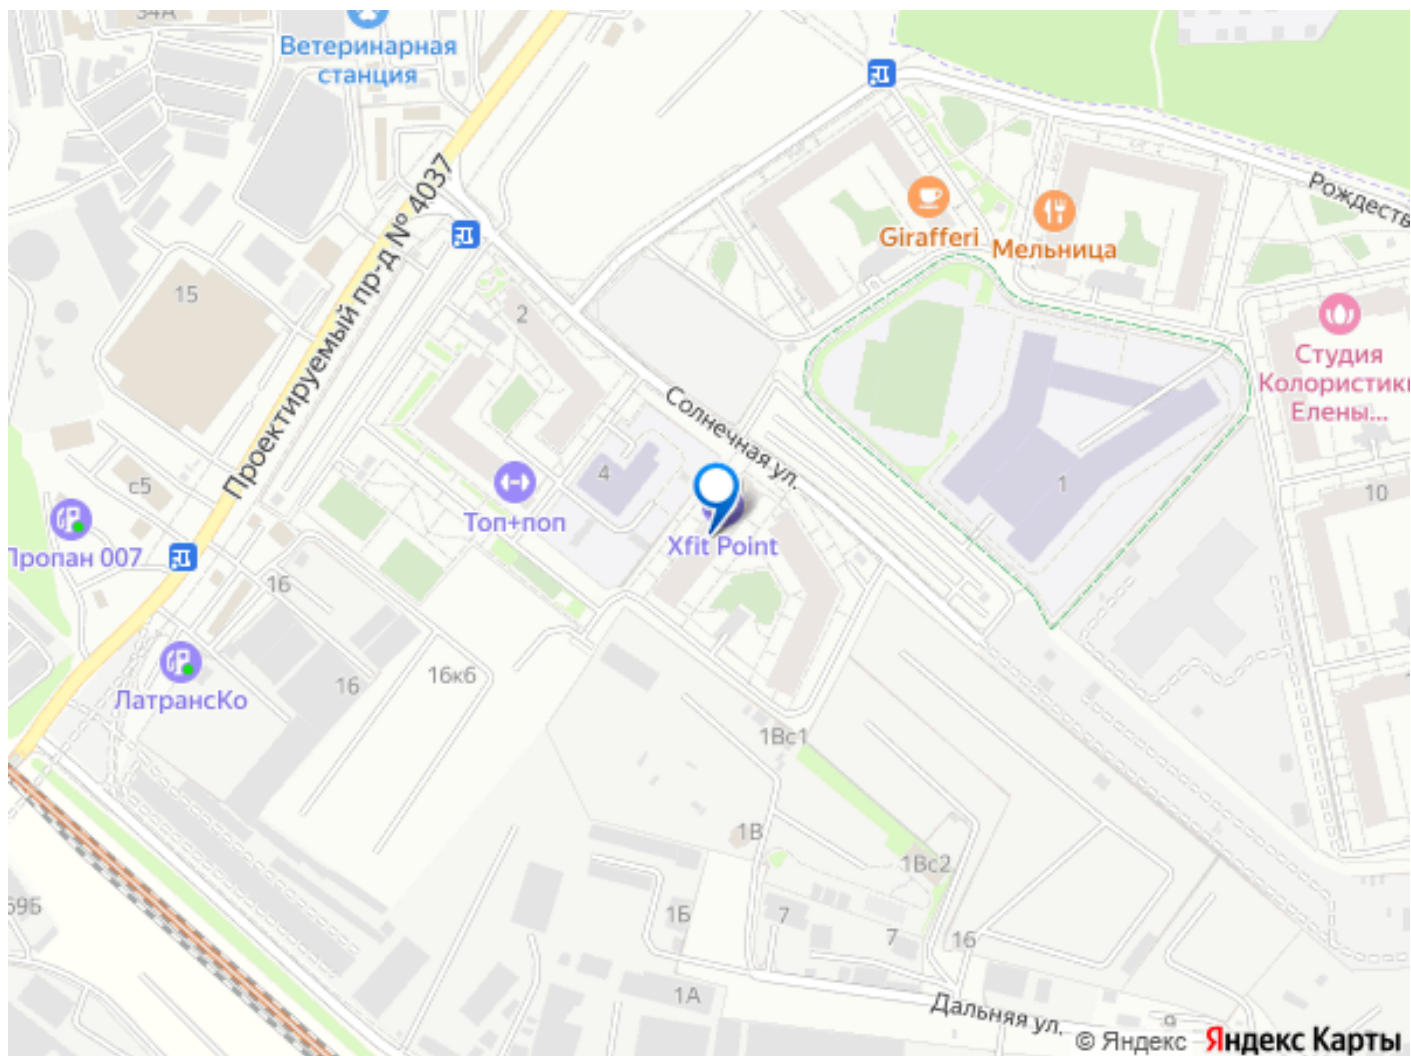 34А
Ветеринарная
станция
Проектируемый пр-д № 4037
Рождеств
Girafferi
Мельница
15
2
Студия
Колористики
Елены...
Солнечная ул.
4
1
10
с5
Топ+поп
Xfit Point
Пропан 007
16
16
16к6
ЛатрансКо
1Вс1
1В
1Вс2
69Б
1Б
7
7
16
1А
Дальняя ул.
9
© Яндекс Яндекс Карты